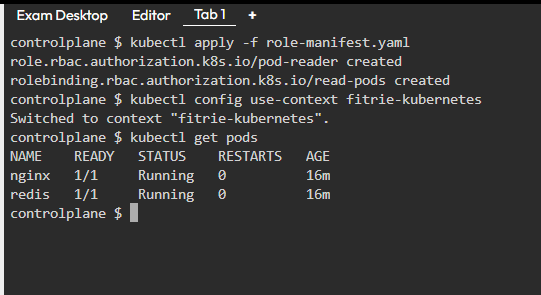 Exam Desktop Editor Tab 1 +
controlplane $ kubectl apply -f role-manifest.yaml
role.rbac.authorization.k8s.io/pod-reader created
rolebinding.rbac.authorization.k8s.io/read-pods created
controlplane $ kubectl config use-context fitrie-kubernetes
Switched to context "fitrie-kubernetes".
controlplane $ kubectl get pods
NAME    READY   STATUS    RESTARTS   AGE
nginx   1/1     Running   0          16m
redis   1/1     Running   0          16m
controlplane $